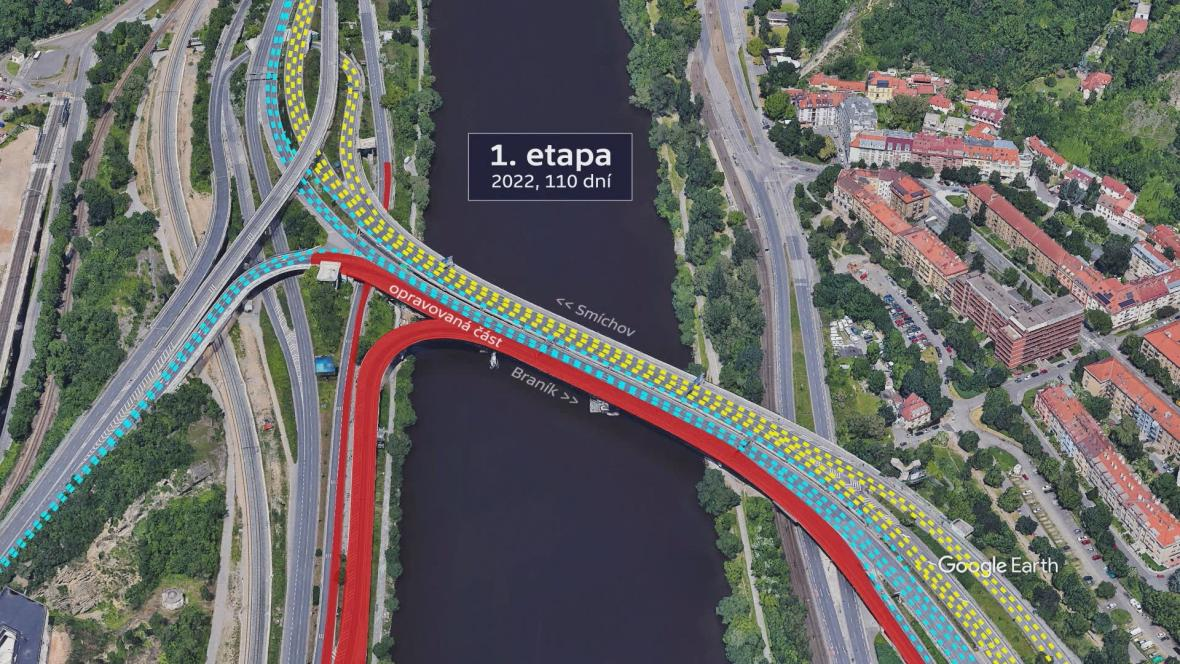 1. etapa
2022, 110 dní
<< Smíchov
opravovaná část
Braník >>
Google Earth